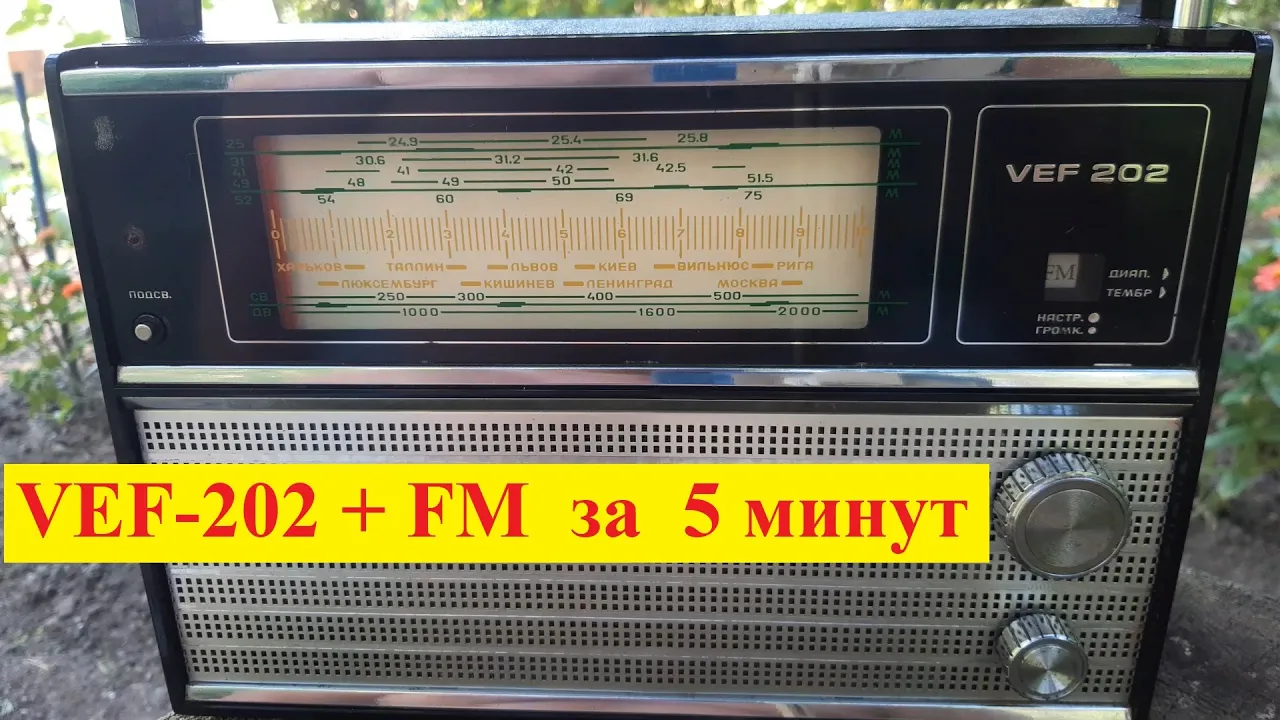 25 24.9 25.4 25.8 М
31 30.6 31.2 31.6 М
41 41 42 42.5 М
49 48 49 50 51.5 М
52 54 60 69 75 М
0 1 2 3 4 5 6 7 8 9 10
ХАРЬКОВ ТАЛЛИН ЛЬВОВ КИЕВ ВИЛЬНЮС РИГА
ЛЮКСЕМБУРГ КИШИНЕВ ЛЕНИНГРАД МОСКВА
СВ 250 300 400 500 М
ДВ 1000 1600 2000 М
ПОДСВ.
VEF 202
FM
ДИАП.
ТЕМБР
НАСТР.
ГРОМК.
VEF-202 + FM за 5 минут